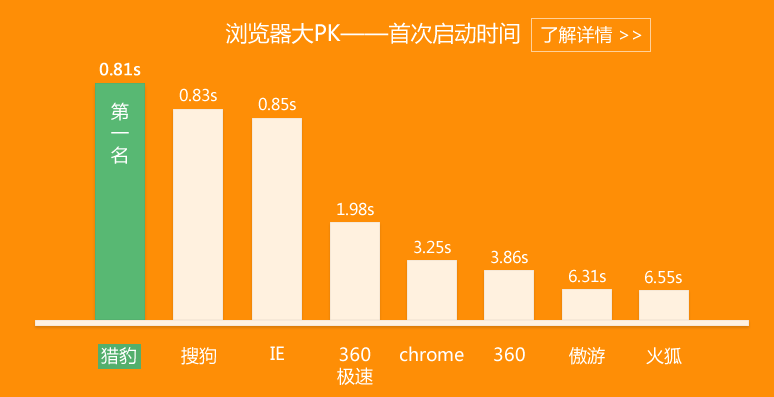 浏览器大PK——首次启动时间 了解详情 >>
0.81s
0.83s
0.85s
1.98s
3.25s
3.86s
6.31s
6.55s
第一名
猎豹
搜狗
IE
360
极速
chrome
360
傲游
火狐